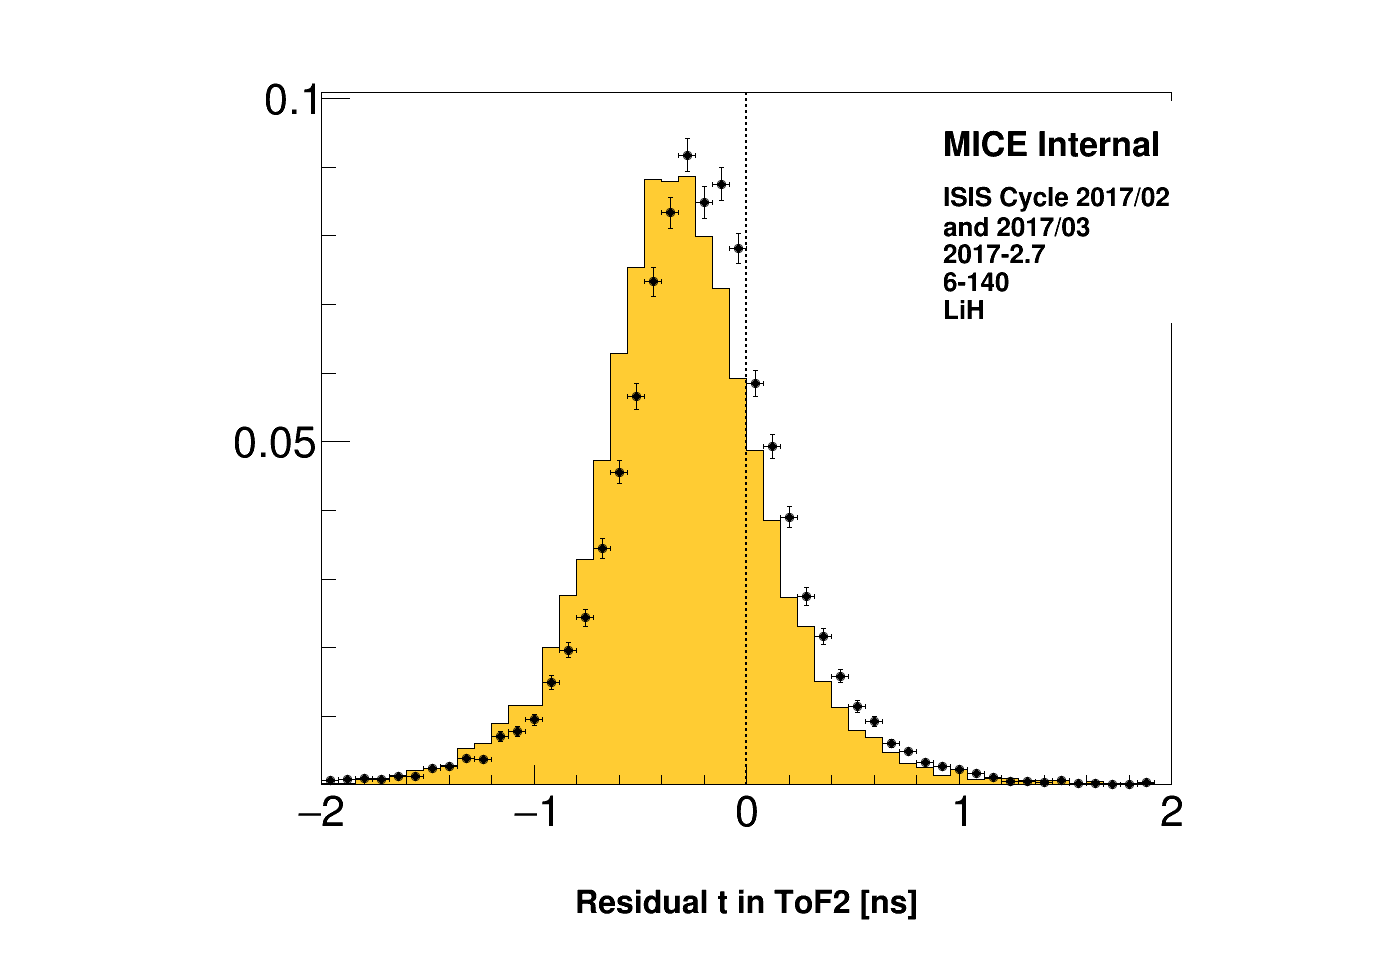 0.1
MICE Internal
ISIS Cycle 2017/02
and 2017/03
2017-2.7
6-140
LiH
0.05
−2 −1 0 1 2
Residual t in ToF2 [ns]